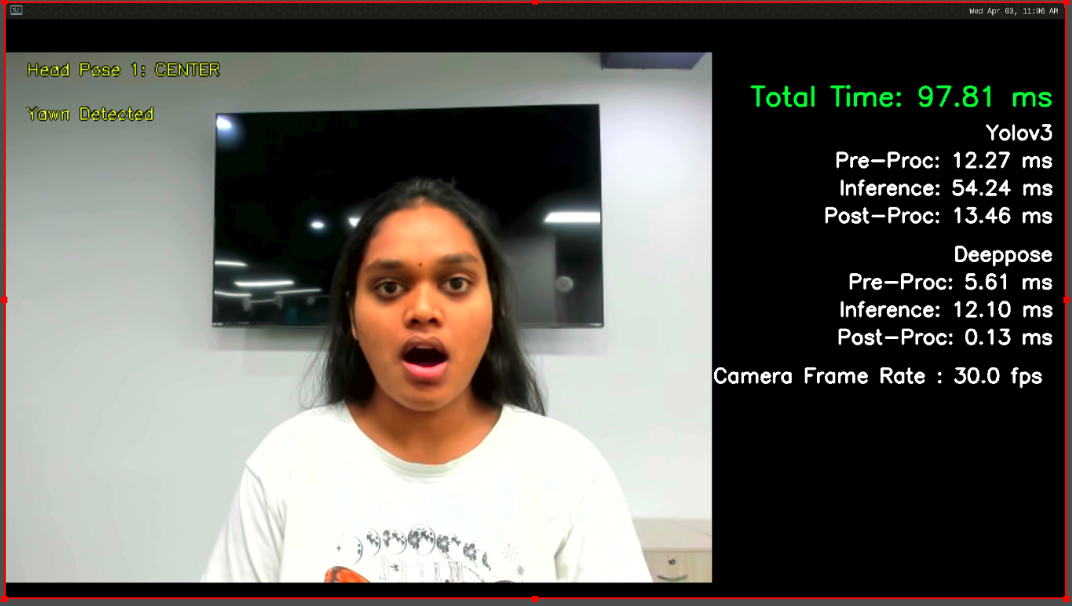 Wed Apr 03, 11:06 AM
Head Pose 1: CENTER
Yawn Detected
Total Time: 97.81 ms
Yolov3
Pre-Proc: 12.27 ms
Inference: 54.24 ms
Post-Proc: 13.46 ms
Deeppose
Pre-Proc: 5.61 ms
Inference: 12.10 ms
Post-Proc: 0.13 ms
Camera Frame Rate : 30.0 fps